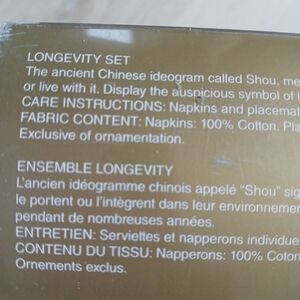 LONGEVITY SET
The ancient Chinese ideogram called Shou, me
or live with it. Display the auspicious symbol of l
CARE INSTRUCTIONS: Napkins and placemat
FABRIC CONTENT: Napkins: 100% Cotton. Pla
Exclusive of ornamentation.
ENSEMBLE LONGEVITY
L'ancien idéogramme chinois appelé "Shou" sig
le portent ou l'intègrent dans leur environneme
pendant de nombreuses années.
ENTRETIEN: Serviettes et napperons individue
CONTENU DU TISSU: Napperons: 100% Coton
Ornements exclus.